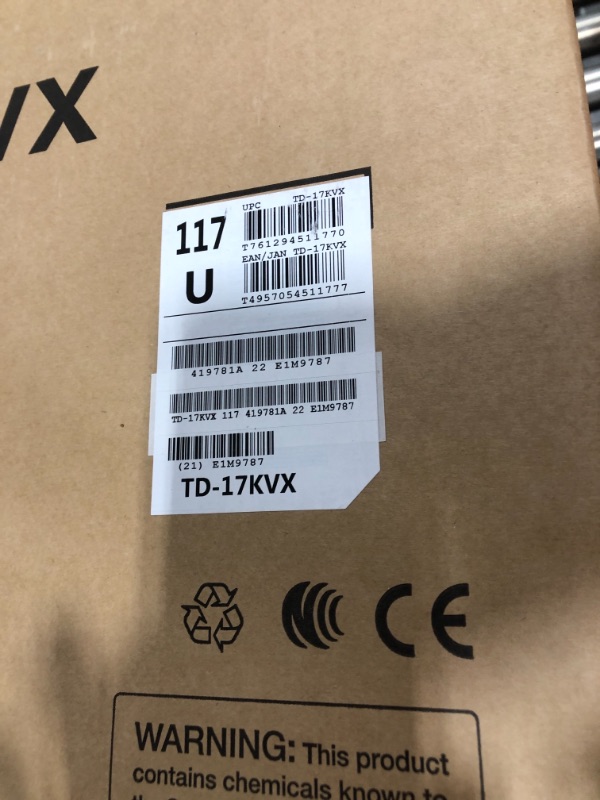 VX
117
U
UPC TD-17KVX
T761294511770
EAN/JAN TD-17KVX
T4957054511777
419781A 22 E1M9787
TD-17KVX 117 419781A 22 E1M9787
(21) E1M9787
TD-17KVX
CE
WARNING: This product
contains chemicals known to